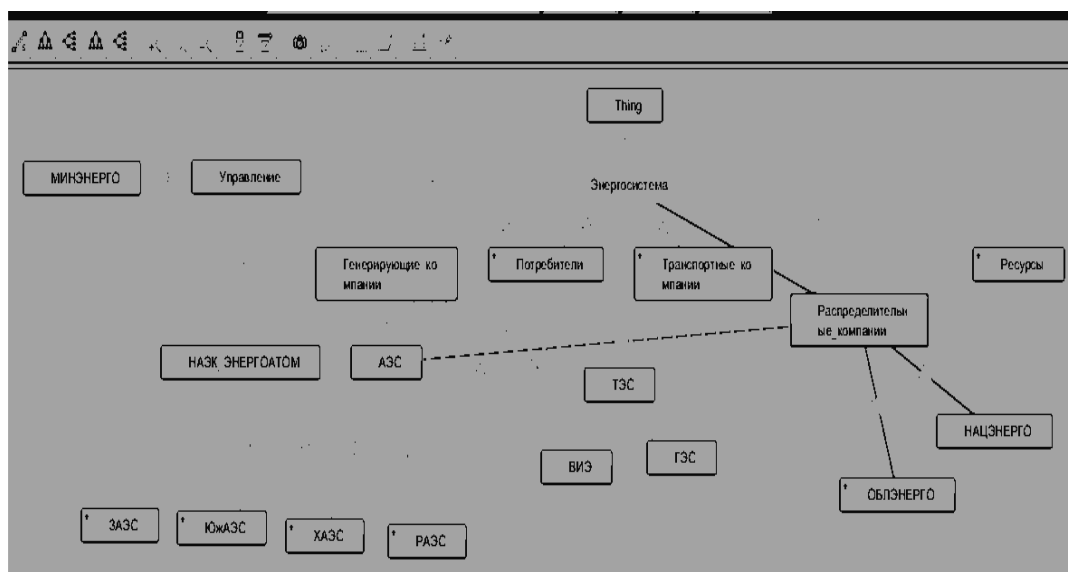 Thing
МИНЭНЕРГО
Управление
Энергосистема
Генерирующие ко
мпании
Потребители
Транспортные ко
мпании
Ресурсы
Распределительн
ые_компании
НАЭК_ЭНЕРГОАТОМ
АЭС
ТЭС
НАЦЭНЕРГО
ВИЭ
ГЭС
ОБЛЭНЕРГО
ЗАЭС
ЮжАЭС
ХАЭС
РАЭС